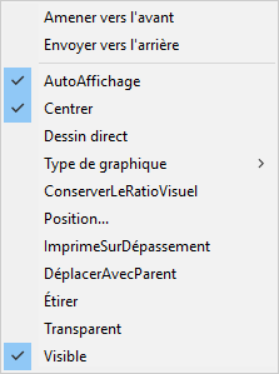 Amener vers l'avant
Envoyer vers l'arrière
AutoAffichage
Centrer
Dessin direct
Type de graphique
ConserverLeRatioVisuel
Position...
ImprimeSurDépassement
DéplacerAvecParent
Étirer
Transparent
Visible